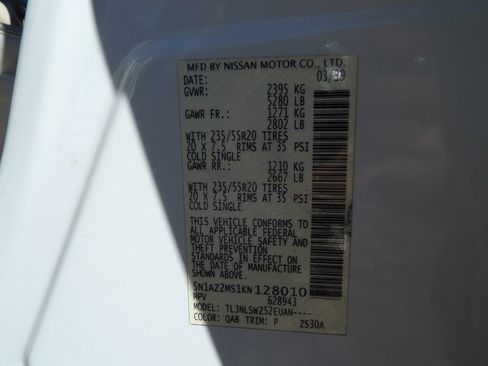 MFD BY NISSAN MOTOR CO., LTD.
DATE:
GVWR: 2395 KG
5280 LB
GAWR FR.: 1271 KG
2802 LB
WITH 235/55R20 TIRES
20 X 7.5 RIMS AT 35 PSI
COLD SINGLE
GAWR RR.: 1210 KG
2667 LB
WITH 235/55R20 TIRES
20 X 7.5 RIMS AT 35 PSI
COLD SINGLE
THIS VEHICLE CONFORMS TO
ALL APPLICABLE FEDERAL
MOTOR VEHICLE SAFETY AND
THEFT PREVENTION
STANDARDS IN EFFECT ON
THE DATE OF MANUFACTURE
SHOWN ABOVE.
5N1AZ2MS1KN128010
MPV 628943
MODEL: TLJNLSWZ52EUAN----
COLOR: QAB TRIM: P ZS30A